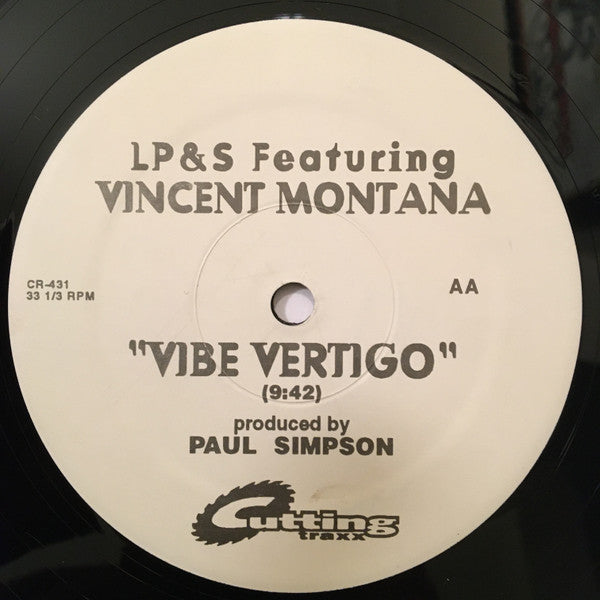 LP&S Featuring
VINCENT MONTANA
CR-431
33 1/3 RPM
AA
"VIBE VERTIGO"
(9:42)
produced by
PAUL SIMPSON
Cutting
traxx